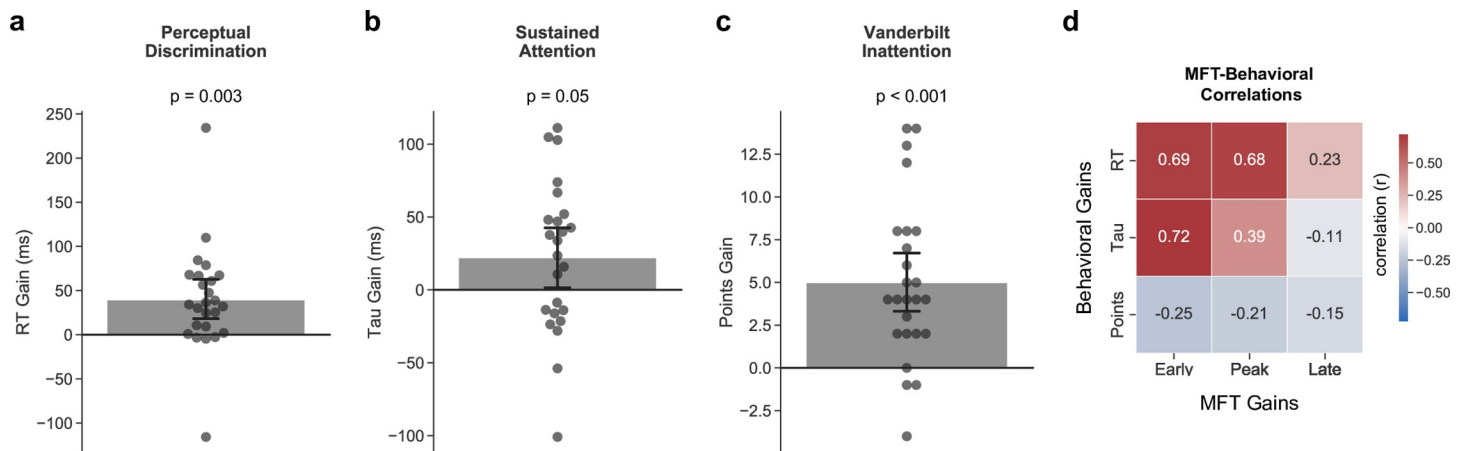 a
Perceptual
Discrimination
p = 0.003
RT Gain (ms)
250
200
150
100
50
0
−50
−100
b
Sustained
Attention
p = 0.05
Tau Gain (ms)
100
50
0
−50
−100
c
Vanderbilt
Inattention
p < 0.001
Points Gain
12.5
10.0
7.5
5.0
2.5
0.0
−2.5
d
MFT-Behavioral
Correlations
Behavioral Gains
RT
0.69 0.68 0.23
Tau
0.72 0.39 -0.11
Points
-0.25 -0.21 -0.15
Early Peak Late
MFT Gains
0.50
0.25
0.00
−0.25
−0.50
correlation (r)